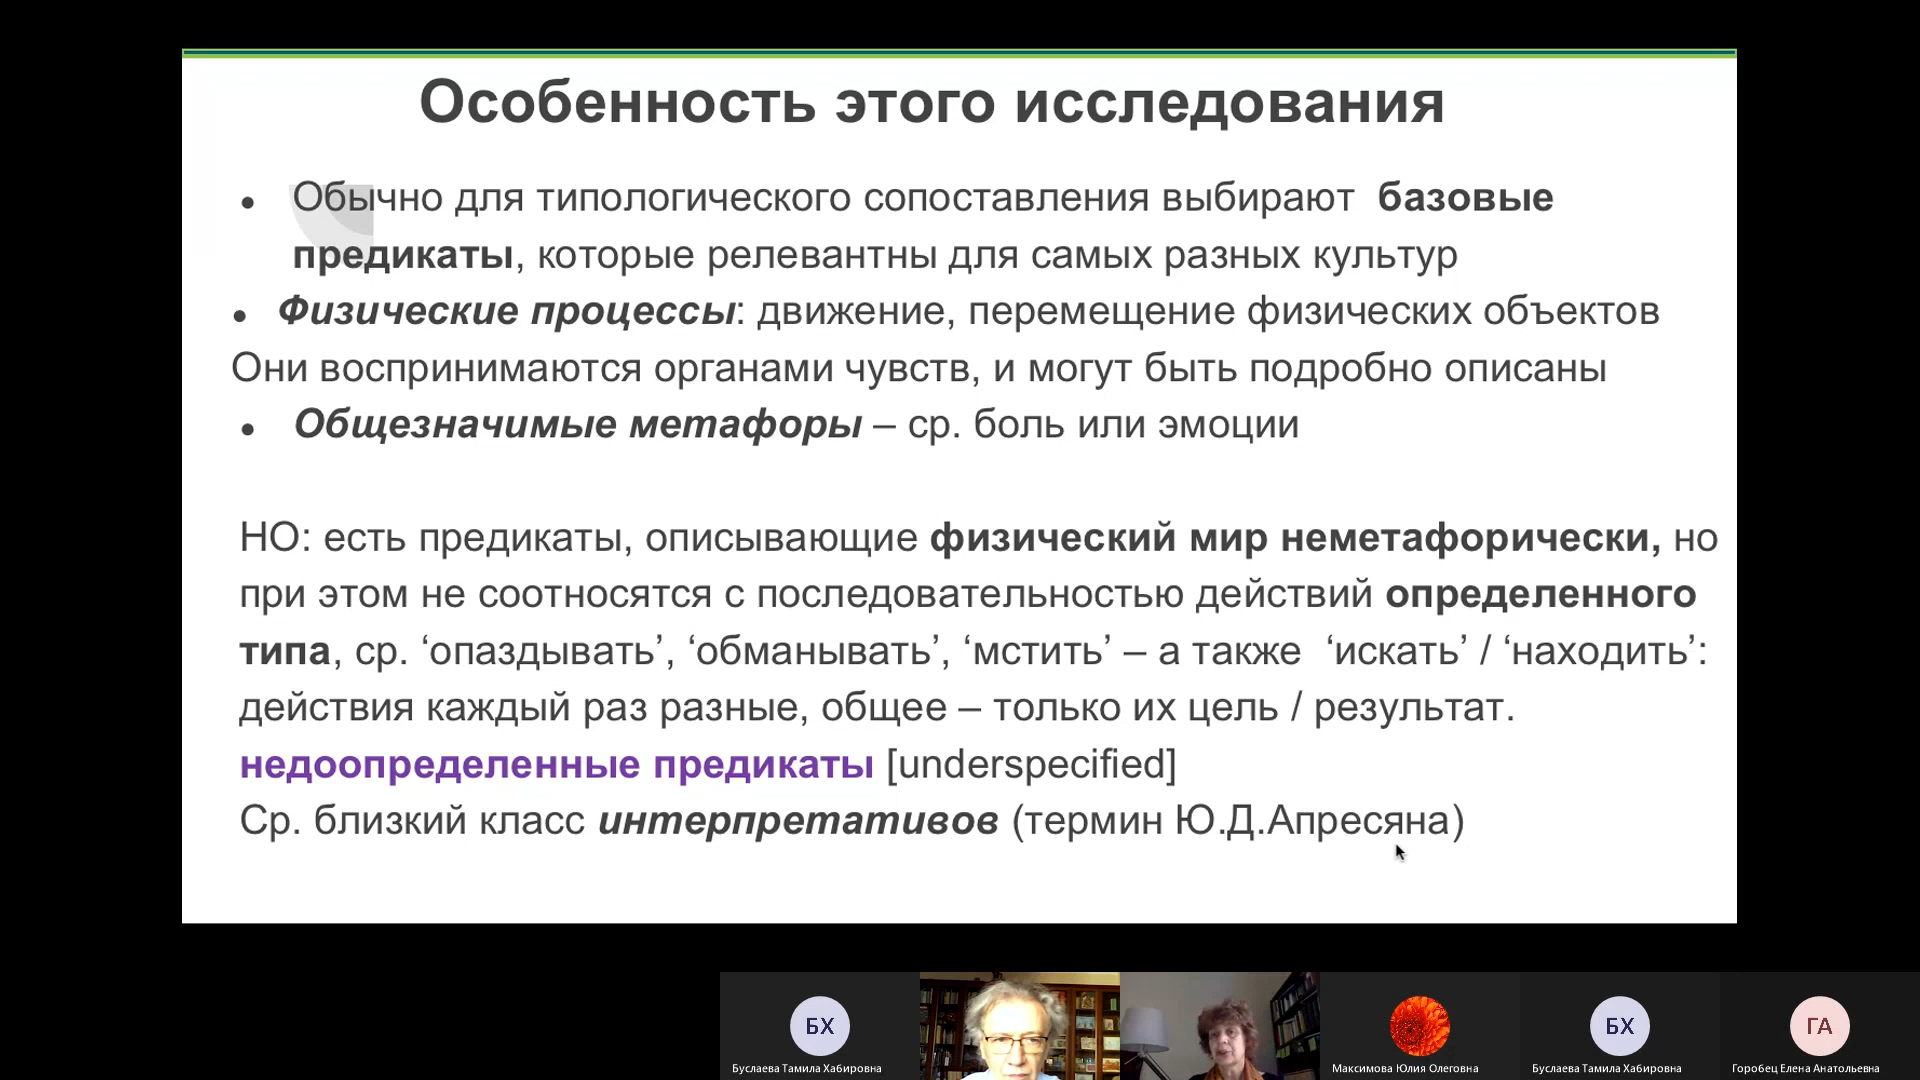 Особенность этого исследования
● Обычно для типологического сопоставления выбирают базовые
предикаты, которые релевантны для самых разных культур
● Физические процессы: движение, перемещение физических объектов
Они воспринимаются органами чувств, и могут быть подробно описаны
● Общезначимые метафоры – ср. боль или эмоции
НО: есть предикаты, описывающие физический мир неметафорически, но
при этом не соотносятся с последовательностью действий определенного
типа, ср. ‘опаздывать’, ‘обманывать’, ‘мстить’ – а также ‘искать’ / ‘находить’:
действия каждый раз разные, общее – только их цель / результат.
недоопределенные предикаты [underspecified]
Ср. близкий класс интерпретативов (термин Ю.Д.Апресяна)
БХ
Буслаева Тамила Хабировна
Максимова Юлия Олеговна
БХ
Буслаева Тамила Хабировна
ГА
Горобец Елена Анатольевна